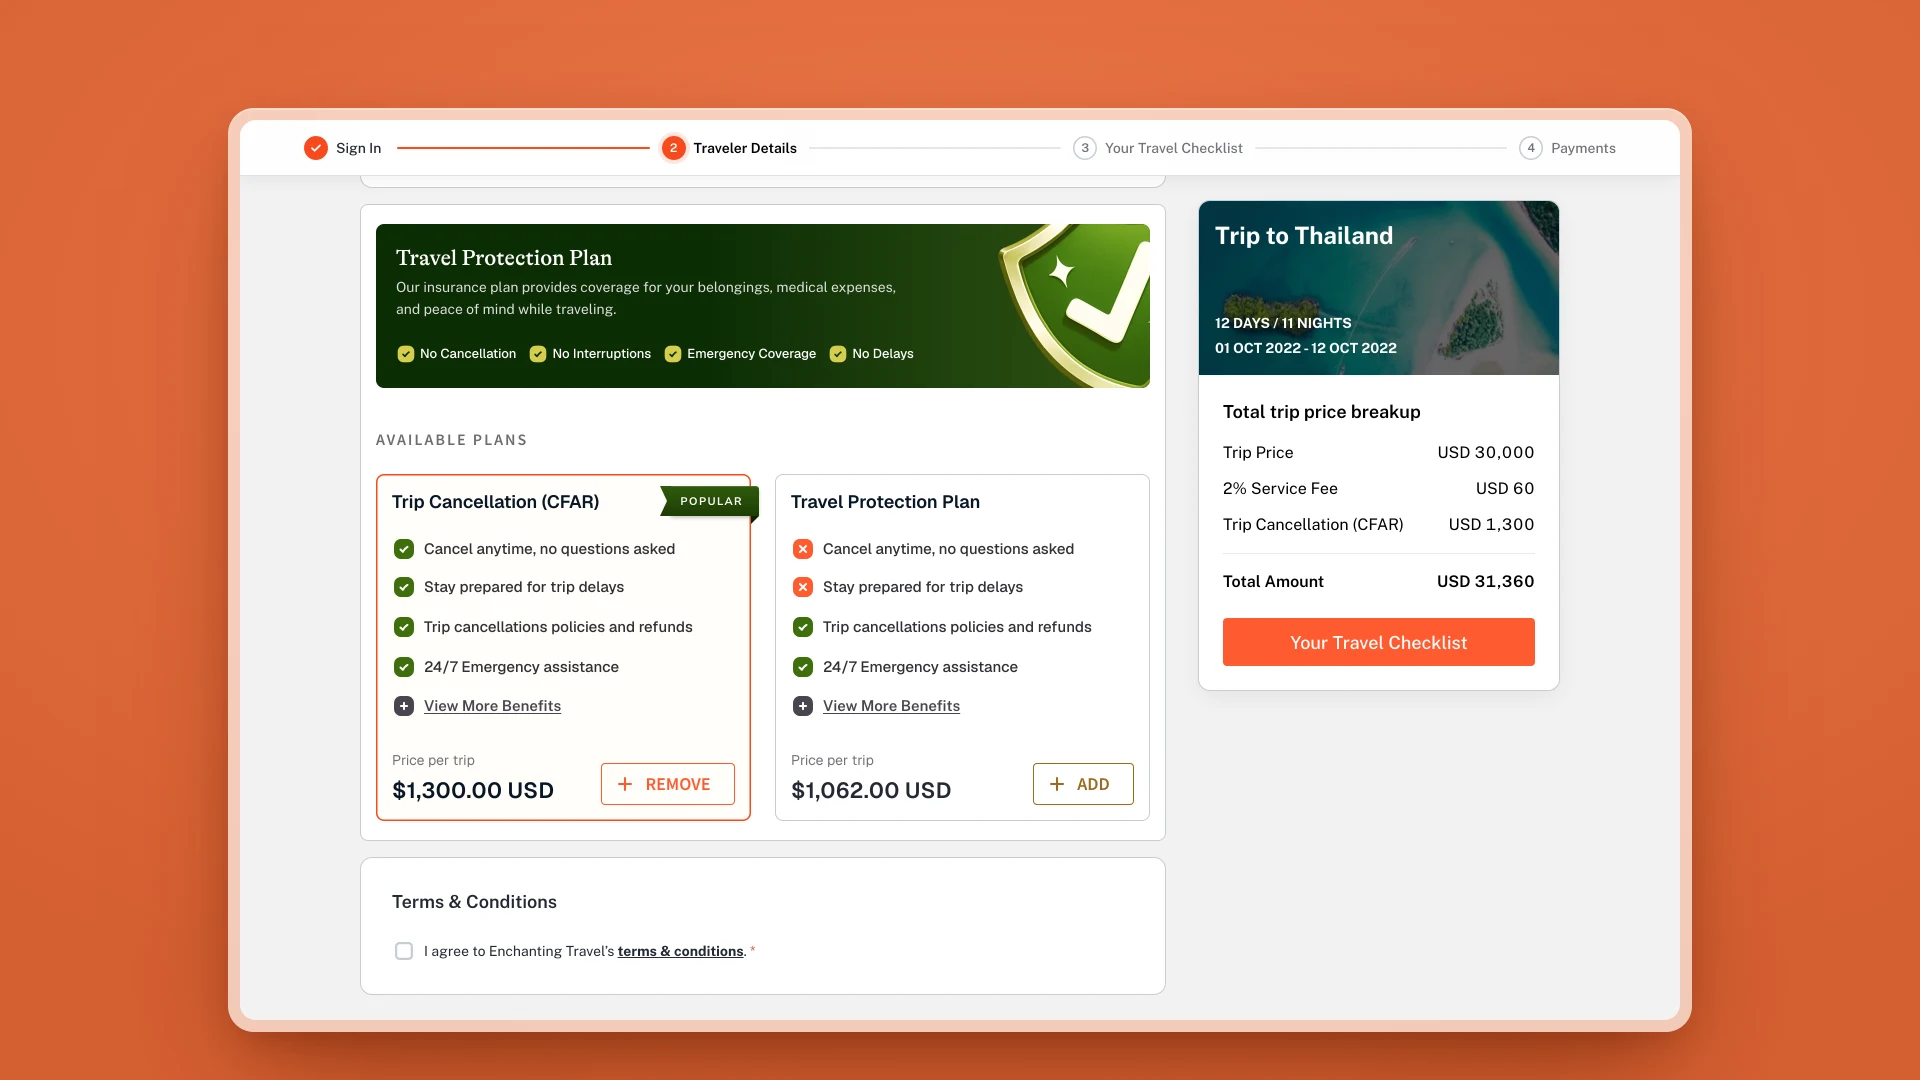 Sign In
2 Traveler Details
3 Your Travel Checklist
4 Payments
Travel Protection Plan
Our insurance plan provides coverage for your belongings, medical expenses,
and peace of mind while traveling.
No Cancellation No Interruptions Emergency Coverage No Delays
AVAILABLE PLANS
Trip Cancellation (CFAR)
POPULAR
Cancel anytime, no questions asked
Stay prepared for trip delays
Trip cancellations policies and refunds
24/7 Emergency assistance
View More Benefits
Price per trip
$1,300.00 USD
+ REMOVE
Travel Protection Plan
Cancel anytime, no questions asked
Stay prepared for trip delays
Trip cancellations policies and refunds
24/7 Emergency assistance
View More Benefits
Price per trip
$1,062.00 USD
+ ADD
Terms & Conditions
I agree to Enchanting Travel's terms & conditions. *
Trip to Thailand
12 DAYS / 11 NIGHTS
01 OCT 2022 - 12 OCT 2022
Total trip price breakup
Trip Price USD 30,000
2% Service Fee USD 60
Trip Cancellation (CFAR) USD 1,300
Total Amount USD 31,360
Your Travel Checklist